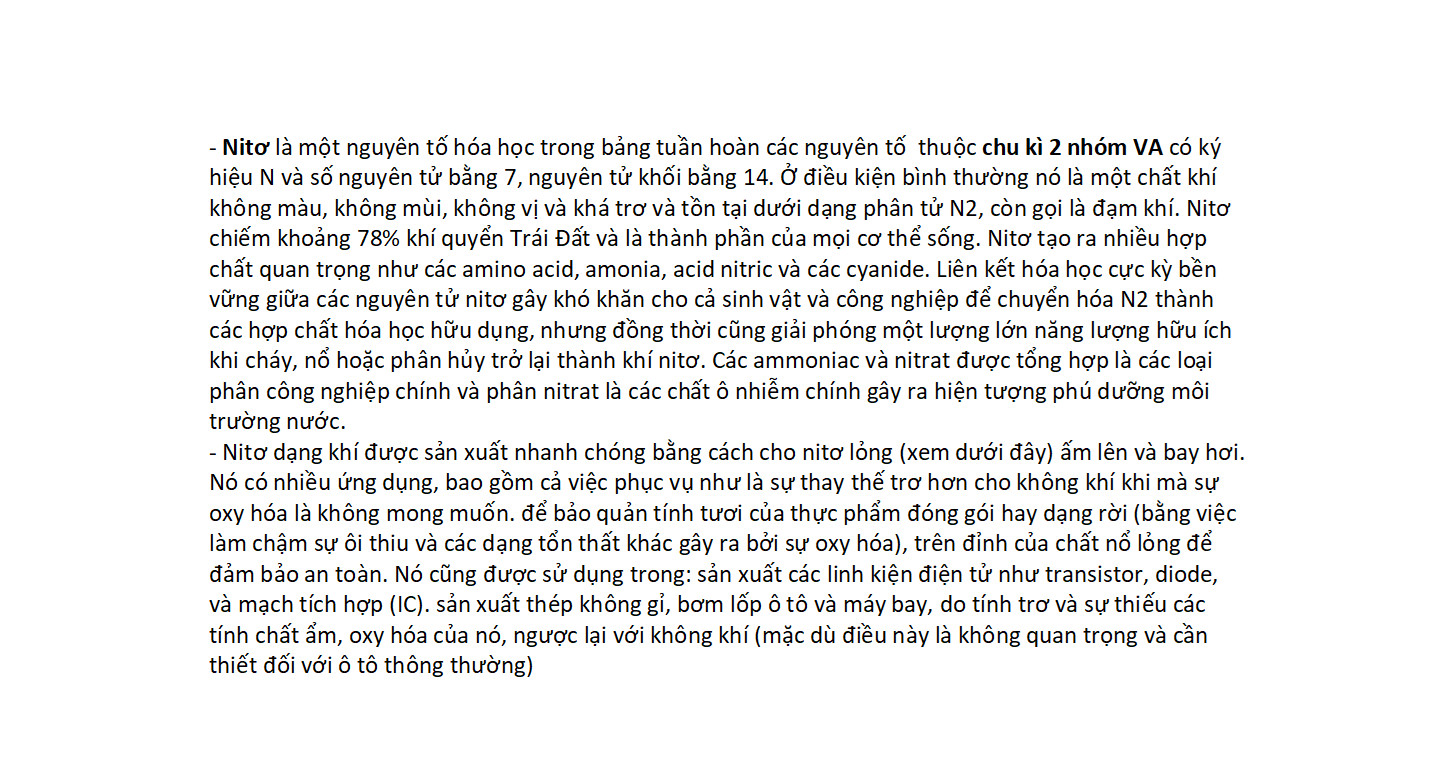 - Nitơ là một nguyên tố hóa học trong bảng tuần hoàn các nguyên tố  thuộc chu kì 2 nhóm VA có ký
hiệu N và số nguyên tử bằng 7, nguyên tử khối bằng 14. Ở điều kiện bình thường nó là một chất khí
không màu, không mùi, không vị và khá trơ và tồn tại dưới dạng phân tử N2, còn gọi là đạm khí. Nitơ
chiếm khoảng 78% khí quyển Trái Đất và là thành phần của mọi cơ thể sống. Nitơ tạo ra nhiều hợp
chất quan trọng như các amino acid, amonia, acid nitric và các cyanide. Liên kết hóa học cực kỳ bền
vững giữa các nguyên tử nitơ gây khó khăn cho cả sinh vật và công nghiệp để chuyển hóa N2 thành
các hợp chất hóa học hữu dụng, nhưng đồng thời cũng giải phóng một lượng lớn năng lượng hữu ích
khi cháy, nổ hoặc phân hủy trở lại thành khí nitơ. Các ammoniac và nitrat được tổng hợp là các loại
phân công nghiệp chính và phân nitrat là các chất ô nhiễm chính gây ra hiện tượng phú dưỡng môi
trường nước.
- Nitơ dạng khí được sản xuất nhanh chóng bằng cách cho nitơ lỏng (xem dưới đây) ấm lên và bay hơi.
Nó có nhiều ứng dụng, bao gồm cả việc phục vụ như là sự thay thế trơ hơn cho không khí khi mà sự
oxy hóa là không mong muốn. để bảo quản tính tươi của thực phẩm đóng gói hay dạng rời (bằng việc
làm chậm sự ôi thiu và các dạng tổn thất khác gây ra bởi sự oxy hóa), trên đỉnh của chất nổ lỏng để
đảm bảo an toàn. Nó cũng được sử dụng trong: sản xuất các linh kiện điện tử như transistor, diode,
và mạch tích hợp (IC). sản xuất thép không gỉ, bơm lốp ô tô và máy bay, do tính trơ và sự thiếu các
tính chất ẩm, oxy hóa của nó, ngược lại với không khí (mặc dù điều này là không quan trọng và cần
thiết đối với ô tô thông thường)